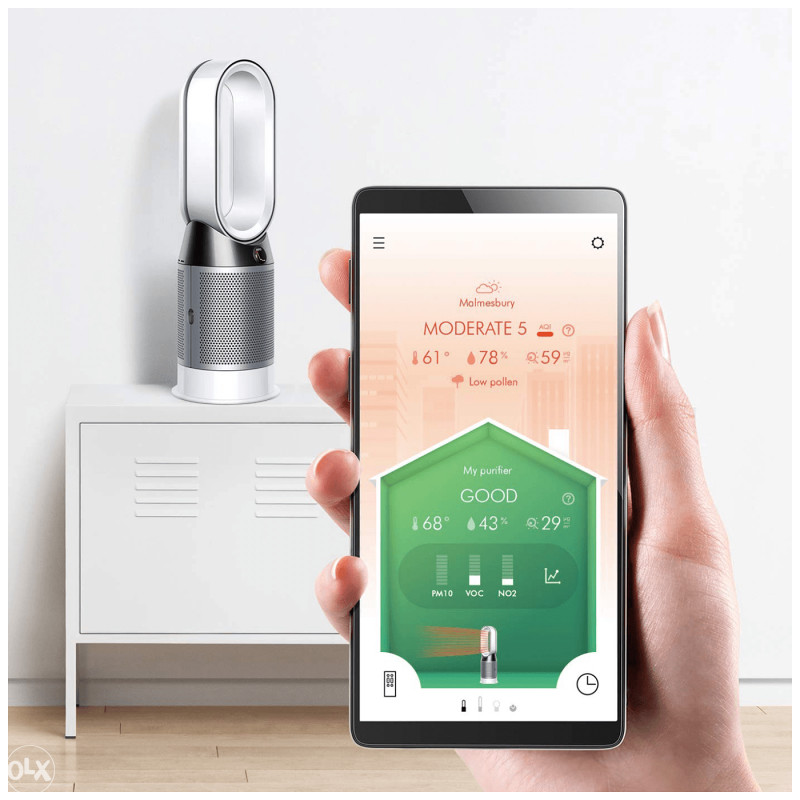 Malmesbury
MODERATE 5 AQI ?
61° 78% 59
Low pollen
My purifier
GOOD ?
68° 43% 29
PM10 VOC NO2
OLX